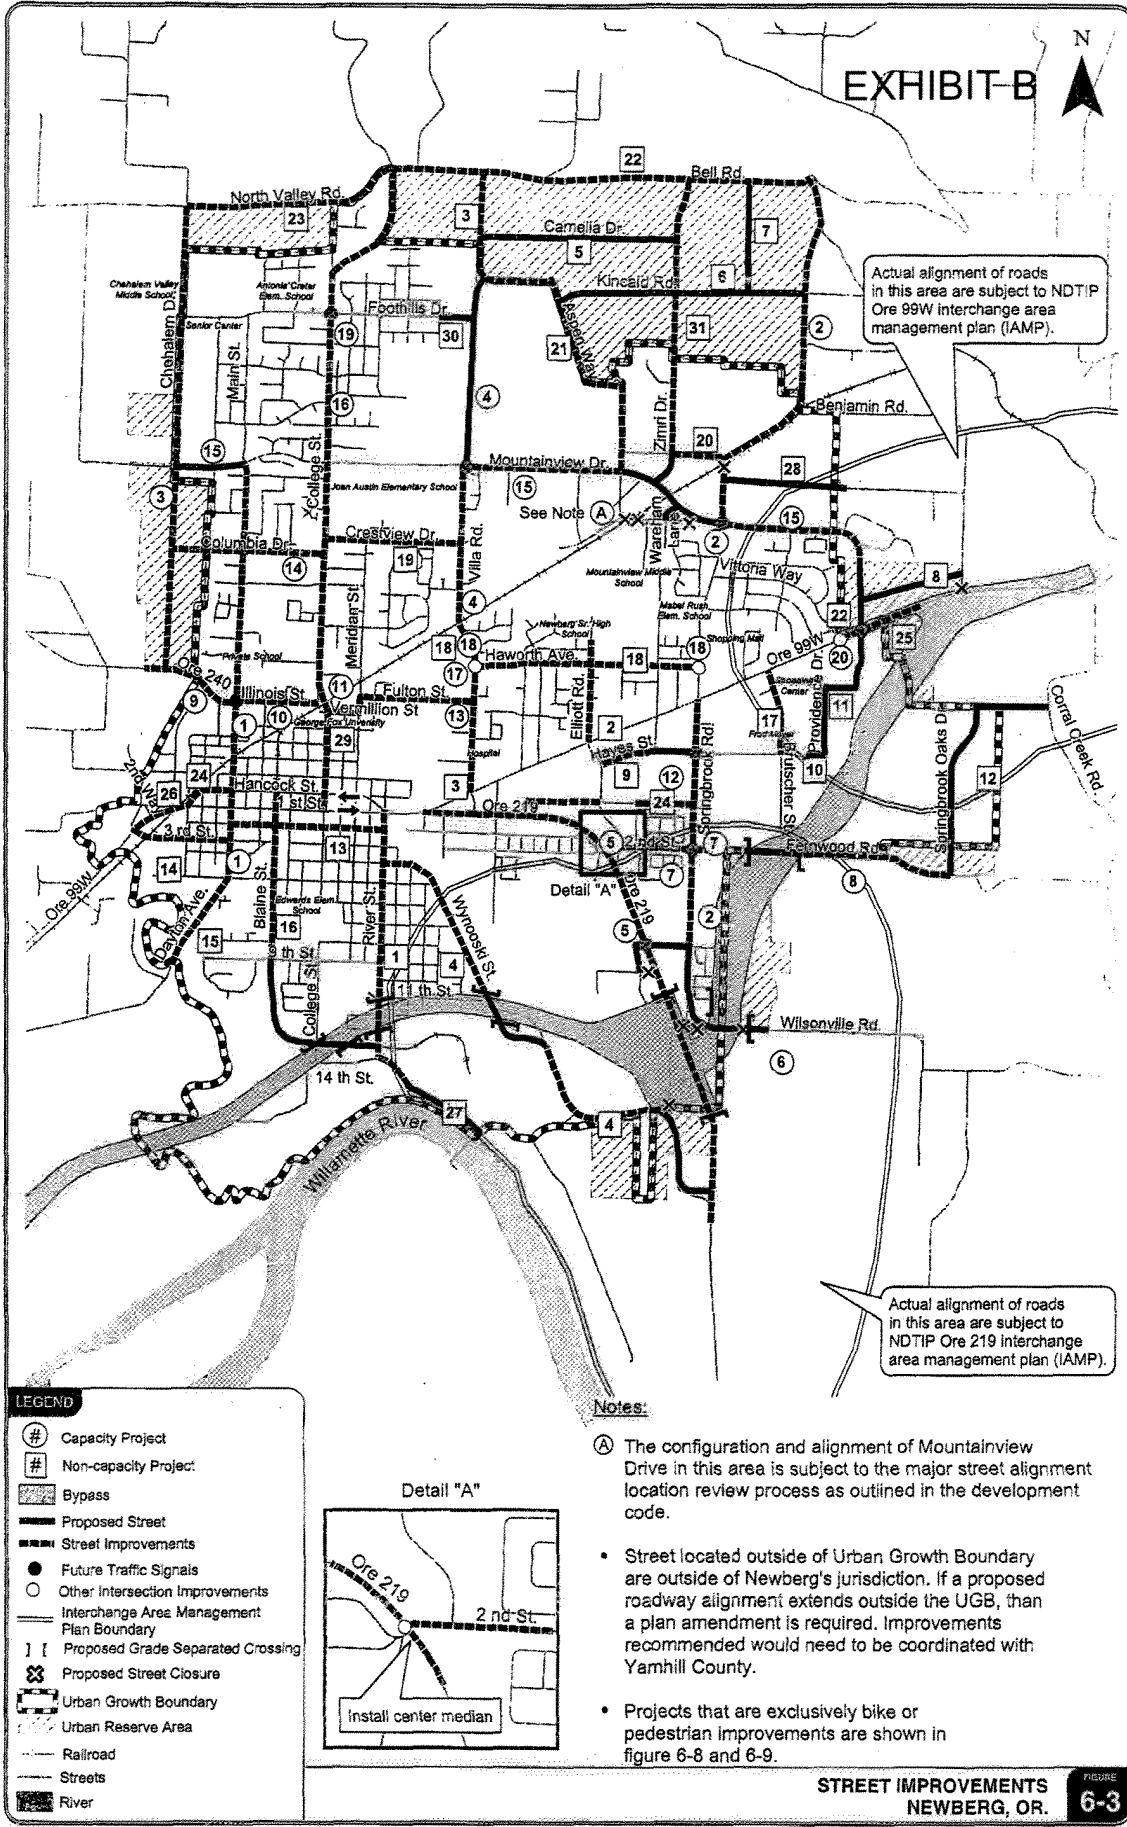 N
EXHIBIT B
22
Bell Rd.
North Valley Rd.
23
3
Camelia Dr.
7
5
Kincaid Rd.
6
Actual alignment of roads
in this area are subject to NDTIP
Ore 99W interchange area
management plan (IAMP).
Chehalem Valley
Middle School
Antonia Crater
Elem. School
Senior Center
Foothills Dr.
19
30
Aspen Way
21
31
2
Chehalem Dr.
Main St.
16
4
Zimri Dr.
Benjamin Rd.
15
College St.
20
Mountainview Dr.
28
3
Joan Austin Elementary School
15
See Note
A
Wareham
Lane
2
15
Columbia Dr.
14
Crestview Dr.
19
Villa Rd.
Mountainview Middle
School
Vittoria Way
8
Meridian St.
4
Mabel Rush
Elem. School
22
Newberg Sr. High
School
Shopping Mall
Ore 99W
25
20
Private School
18
18
17
Haworth Ave.
18
18
Ore 240
9
Illinois St.
11
Fulton St.
Vermillion St
13
Elliott Rd.
Shopping
Center
Providence Dr.
11
Corral Creek Rd.
1
10
George Fox University
29
Hospital
2
Hayes St.
17
Fred Meyer
Brutscher St.
10
Springbrook Oaks Dr.
12
2nd Way
24
26
Hancock St.
1 st St.
3
9
12
24
Springbrook Rd.
Ore 219
3 rd St.
13
5
2 nd St.
7
Fernwood Rd.
14
1
Detail "A"
7
8
Ore 99W
Dayton Ave.
Blaine St.
Edwards Elem.
School
River St.
Wynooski St.
Ore 219
2
15
16
9 th St.
1
4
5
College St.
11 th St.
Wilsonville Rd.
6
14 th St.
27
4
Willamette River
Actual alignment of roads
in this area are subject to
NDTIP Ore 219 interchange
area management plan (IAMP).
LEGEND
# Capacity Project
# Non-capacity Project
Bypass
Proposed Street
Street Improvements
Future Traffic Signals
Other Intersection Improvements
Interchange Area Management
Plan Boundary
Proposed Grade Separated Crossing
Proposed Street Closure
Urban Growth Boundary
Urban Reserve Area
Railroad
Streets
River
Detail "A"
Ore 219
2 nd St.
Install center median
Notes:
A The configuration and alignment of Mountainview
Drive in this area is subject to the major street alignment
location review process as outlined in the development
code.
• Street located outside of Urban Growth Boundary
are outside of Newberg's jurisdiction. If a proposed
roadway alignment extends outside the UGB, than
a plan amendment is required. Improvements
recommended would need to be coordinated with
Yamhill County.
• Projects that are exclusively bike or
pedestrian improvements are shown in
figure 6-8 and 6-9.
STREET IMPROVEMENTS
NEWBERG, OR.
FIGURE
6-3